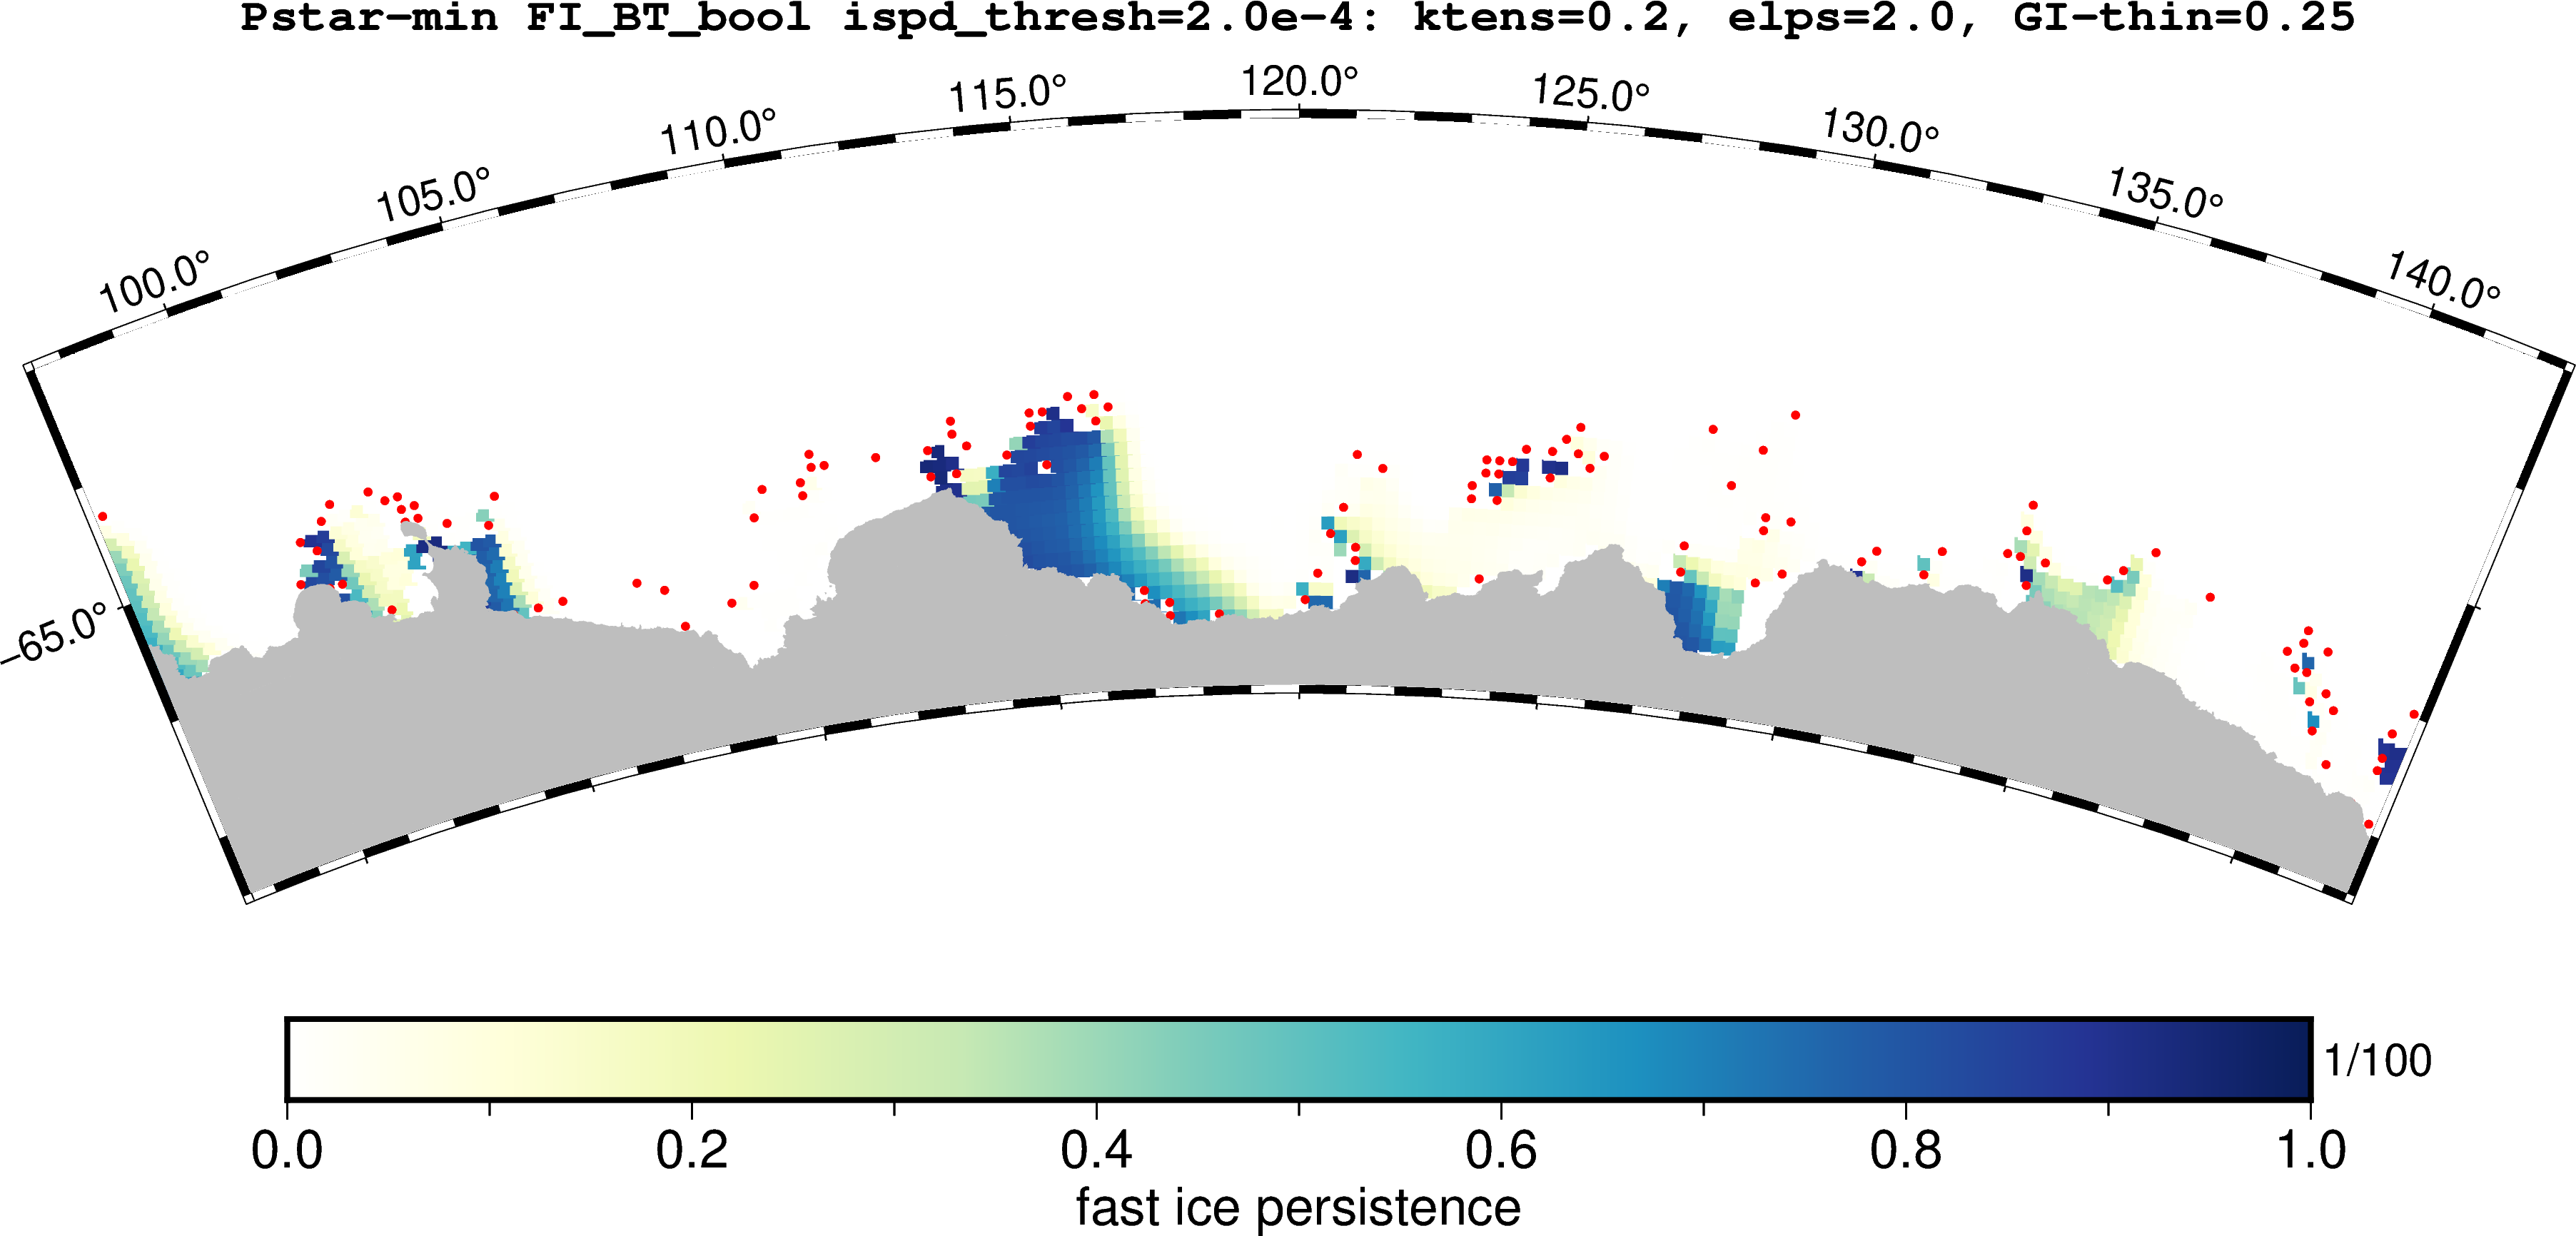 Pstar-min FI_BT_bool ispd_thresh=2.0e-4: ktens=0.2, elps=2.0, GI-thin=0.25
100.0° 105.0° 110.0° 115.0° 120.0° 125.0° 130.0° 135.0° 140.0°
-65.0°
1/100
0.0 0.2 0.4 0.6 0.8 1.0
fast ice persistence